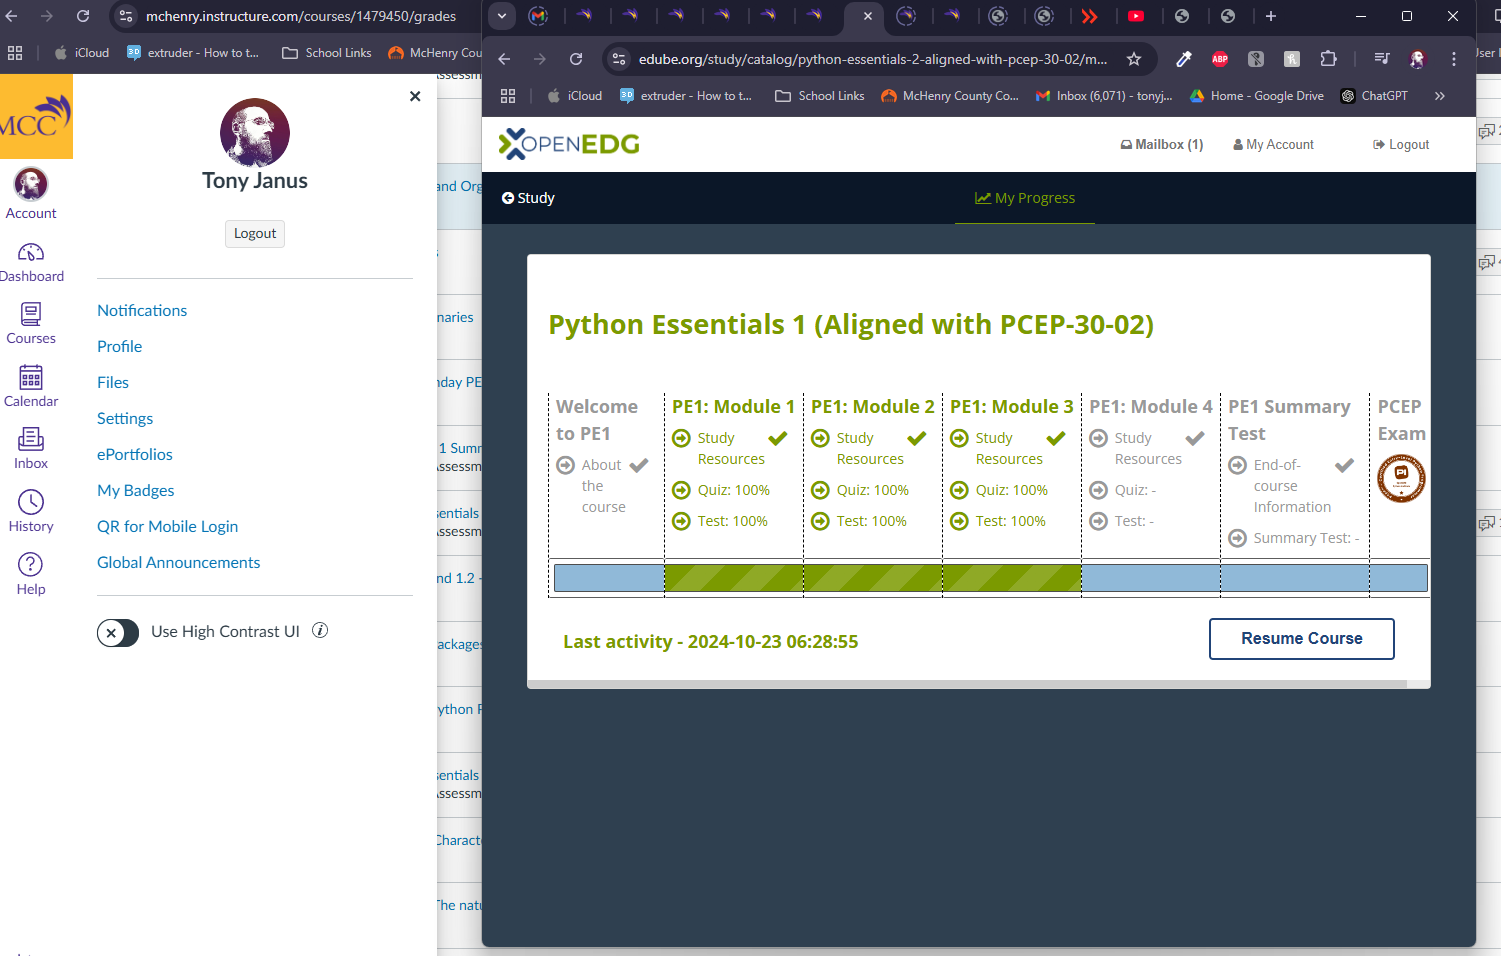 mchenry.instructure.com/courses/1479450/grades
iCloud
extruder - How to t...
School Links
McHenry Cou
MCC
Account
Dashboard
Courses
Calendar
Inbox
History
Help
Tony Janus
Logout
Notifications
Profile
Files
Settings
ePortfolios
My Badges
QR for Mobile Login
Global Announcements
Use High Contrast UI
and Org
naries
nday PE
1 Summ
Assessm
sentials
Assessm
nd 1.2 -
ackages
ython F
sentials
Assessm
Charact
The natu
edube.org/study/catalog/python-essentials-2-aligned-with-pcep-30-02/m...
ABP
iCloud
3D
extruder - How to t...
School Links
McHenry County Co...
Inbox (6,071) - tonyj...
Home - Google Drive
ChatGPT
»
OPENEDG
Mailbox (1)
My Account
Logout
Study
My Progress
Python Essentials 1 (Aligned with PCEP-30-02)
Welcome
to PE1
About
the
course
PE1: Module 1
Study
Resources
Quiz: 100%
Test: 100%
PE1: Module 2
Study
Resources
Quiz: 100%
Test: 100%
PE1: Module 3
Study
Resources
Quiz: 100%
Test: 100%
PE1: Module 4
Study
Resources
Quiz: -
Test: -
PE1 Summary
Test
End-of-
course
Information
Summary Test: -
PCEP
Exam
Last activity - 2024-10-23 06:28:55
Resume Course